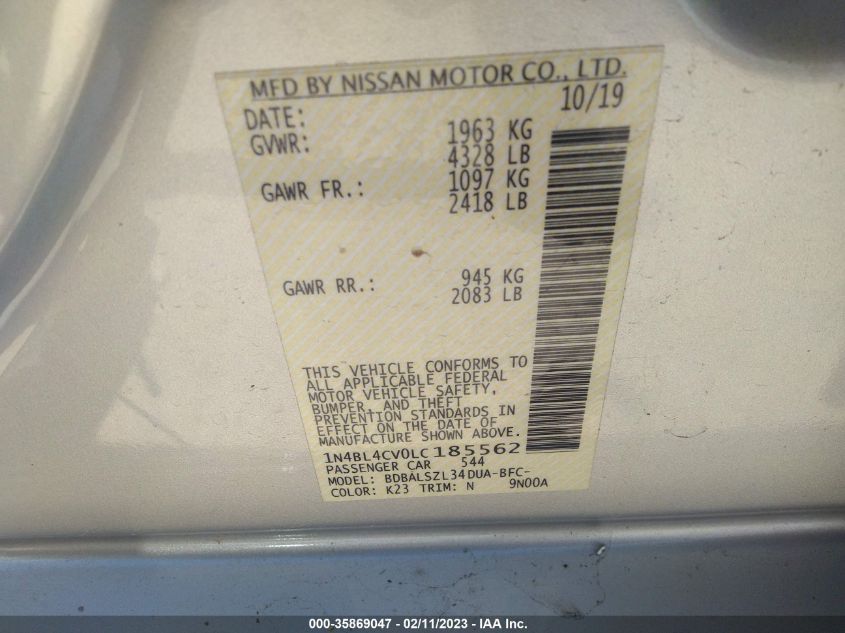 MFD BY NISSAN MOTOR CO., LTD.
DATE: 10/19
GVWR: 1963 KG
4328 LB
GAWR FR.: 1097 KG
2418 LB
GAWR RR.: 945 KG
2083 LB
THIS VEHICLE CONFORMS TO
ALL APPLICABLE FEDERAL
MOTOR VEHICLE SAFETY,
BUMPER, AND THEFT
PREVENTION STANDARDS IN
EFFECT ON THE DATE OF
MANUFACTURE SHOWN ABOVE.
1N4BL4CV0LC185562
PASSENGER CAR 544
MODEL: BDBALSZL34DUA-BFC-
COLOR: K23 TRIM: N 9N00A
000-35869047 - 02/11/2023 - IAA Inc.